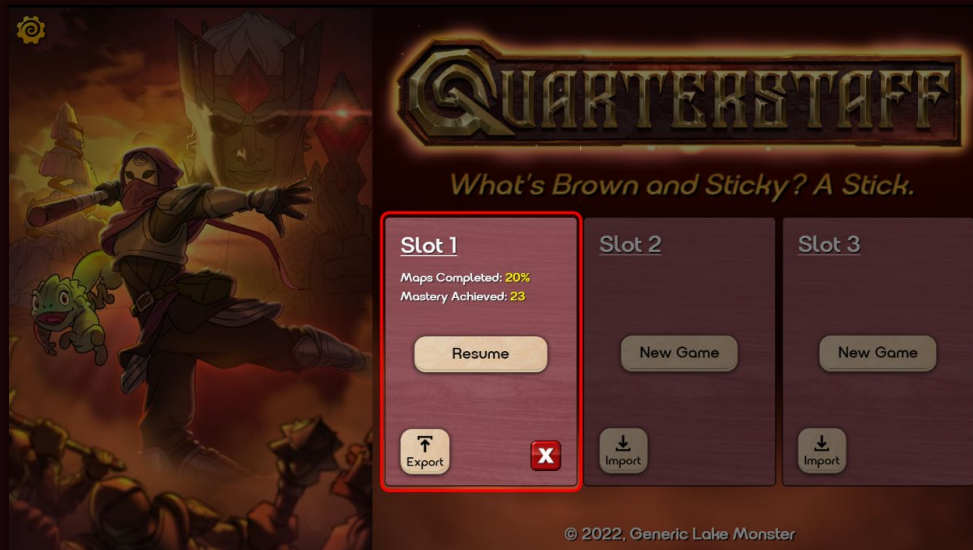 QUARTERSTAFF
What's Brown and Sticky? A Stick.
Slot 1
Maps Completed: 20%
Mastery Achieved: 23
Resume
Export
X
Slot 2
New Game
Import
Slot 3
New Game
Import
© 2022, Generic Lake Monster